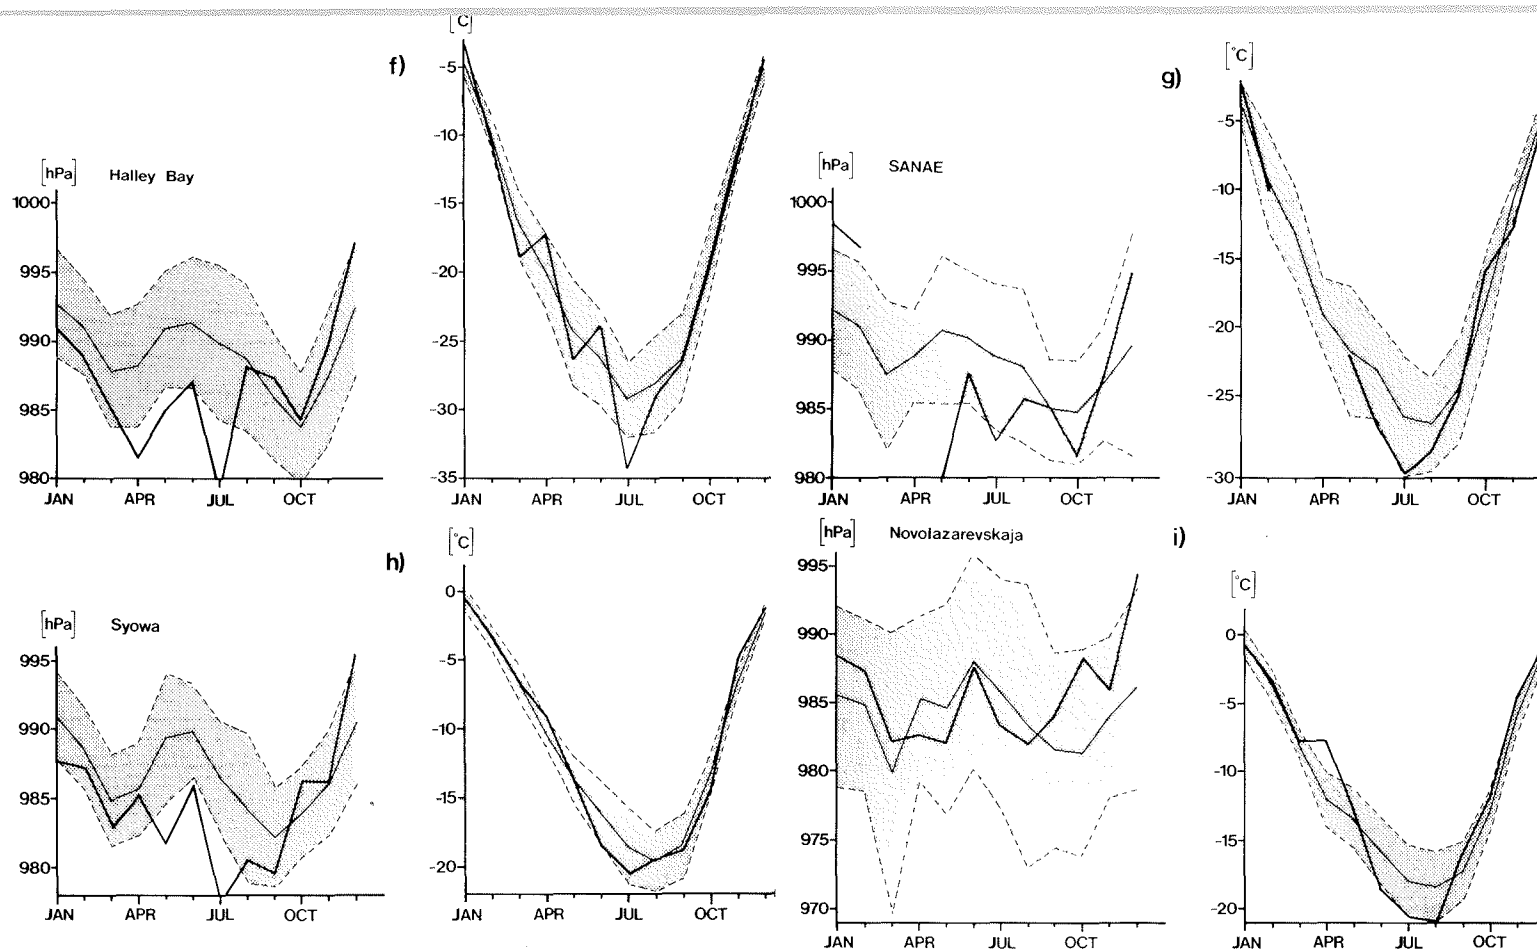 f)
[°C]
-5
-10
-15
-20
-25
-30
-35
JAN APR JUL OCT
[hPa] Halley Bay
1000
995
990
985
980
JAN APR JUL OCT
g)
[°C]
-5
-10
-15
-20
-25
-30
JAN APR JUL OCT
[hPa] SANAE
1000
995
990
985
980
JAN APR JUL OCT
h)
[°C]
0
-5
-10
-15
-20
JAN APR JUL OCT
[hPa] Syowa
995
990
985
980
JAN APR JUL OCT
i)
[°C]
0
-5
-10
-15
-20
JAN APR JUL OCT
[hPa] Novolazarevskaja
995
990
985
980
975
970
JAN APR JUL OCT